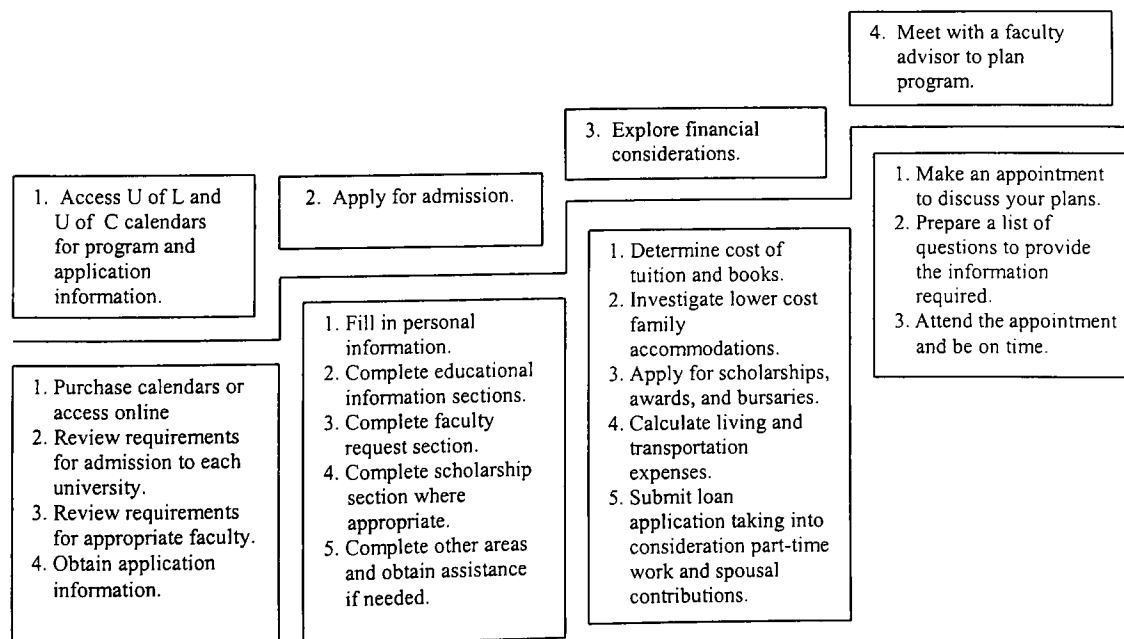 1. Access U of L and
U of C calendars
for program and
application
information.
1. Purchase calendars or
access online
2. Review requirements
for admission to each
university.
3. Review requirements
for appropriate faculty.
4. Obtain application
information.
2. Apply for admission.
1. Fill in personal
information.
2. Complete educational
information sections.
3. Complete faculty
request section.
4. Complete scholarship
section where
appropriate.
5. Complete other areas
and obtain assistance
if needed.
3. Explore financial
considerations.
1. Determine cost of
tuition and books.
2. Investigate lower cost
family
accommodations.
3. Apply for scholarships,
awards, and bursaries.
4. Calculate living and
transportation
expenses.
5. Submit loan
application taking into
consideration part-time
work and spousal
contributions.
4. Meet with a faculty
advisor to plan
program.
1. Make an appointment
to discuss your plans.
2. Prepare a list of
questions to provide
the information
required.
3. Attend the appointment
and be on time.